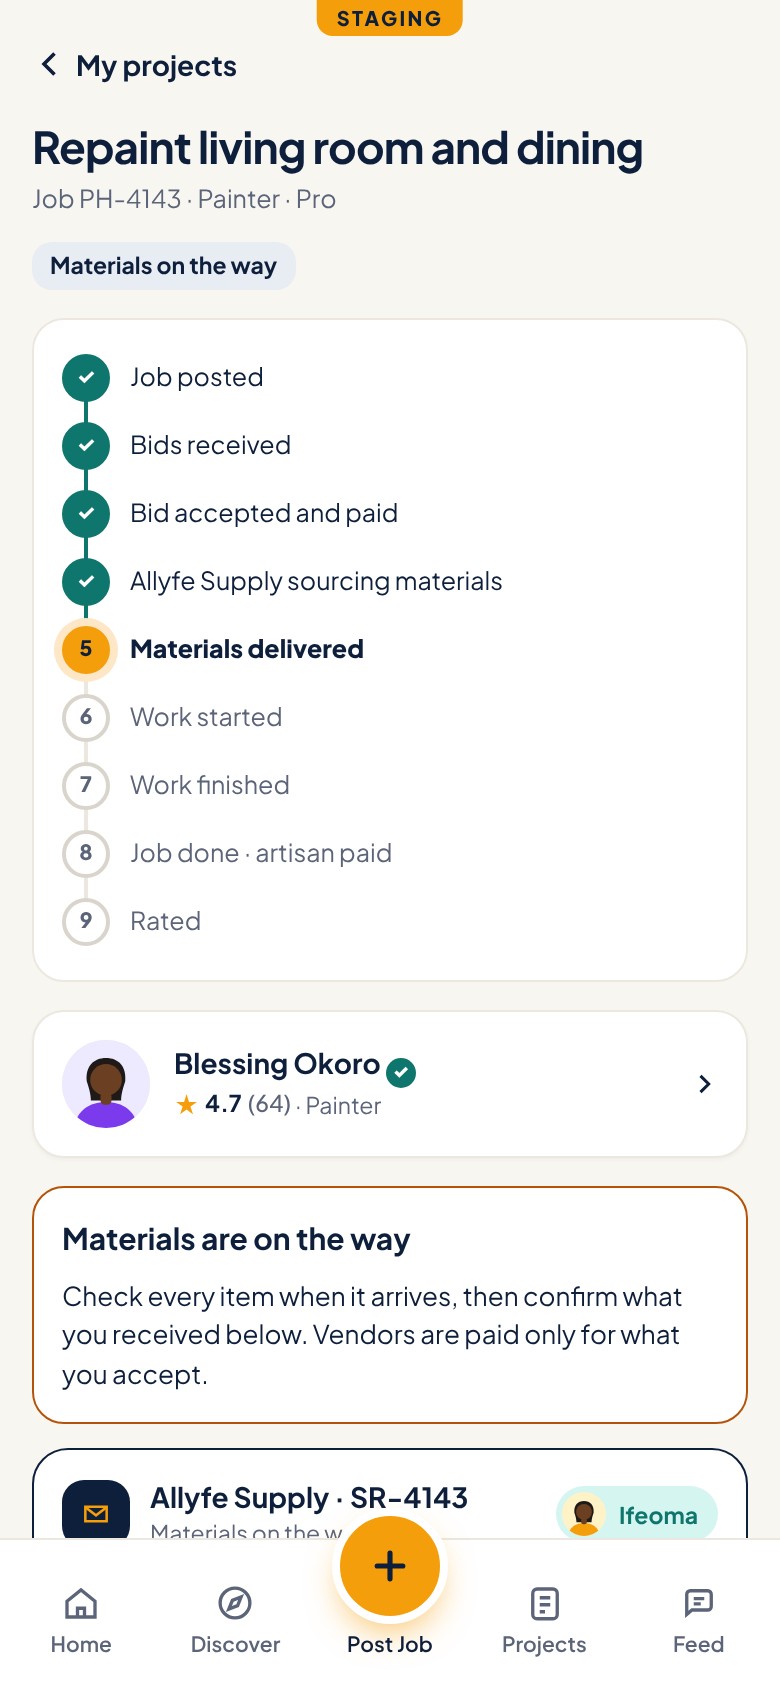 STAGING
My projects
Repaint living room and dining
Job PH-4143 · Painter · Pro
Materials on the way
Job posted
Bids received
Bid accepted and paid
Allyfe Supply sourcing materials
5 Materials delivered
6 Work started
7 Work finished
8 Job done · artisan paid
9 Rated
Blessing Okoro
★ 4.7 (64) · Painter
Materials are on the way
Check every item when it arrives, then confirm what
you received below. Vendors are paid only for what
you accept.
Allyfe Supply · SR-4143
Ifeoma
Materials on the w
Home
Discover
Post Job
Projects
Feed